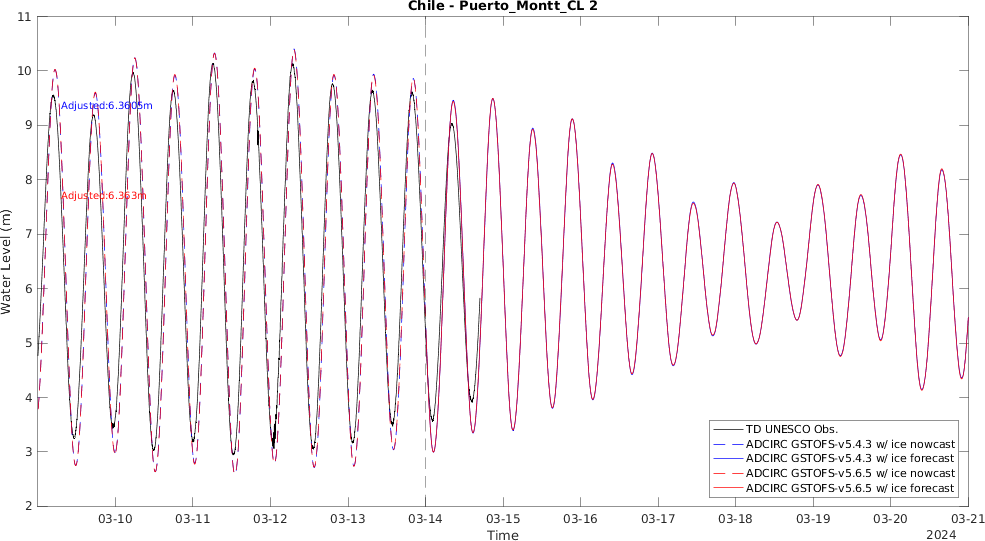 Chile - Puerto_Montt_CL 2
11
10
9
8
7
6
5
4
3
2
Water Level (m)
Adjusted:6.3605m
Adjusted:6.363m
TD UNESCO Obs.
ADCIRC GSTOFS-v5.4.3 w/ ice nowcast
ADCIRC GSTOFS-v5.4.3 w/ ice forecast
ADCIRC GSTOFS-v5.6.5 w/ ice nowcast
ADCIRC GSTOFS-v5.6.5 w/ ice forecast
03-10 03-11 03-12 03-13 03-14 03-15 03-16 03-17 03-18 03-19 03-20 03-21
Time
2024